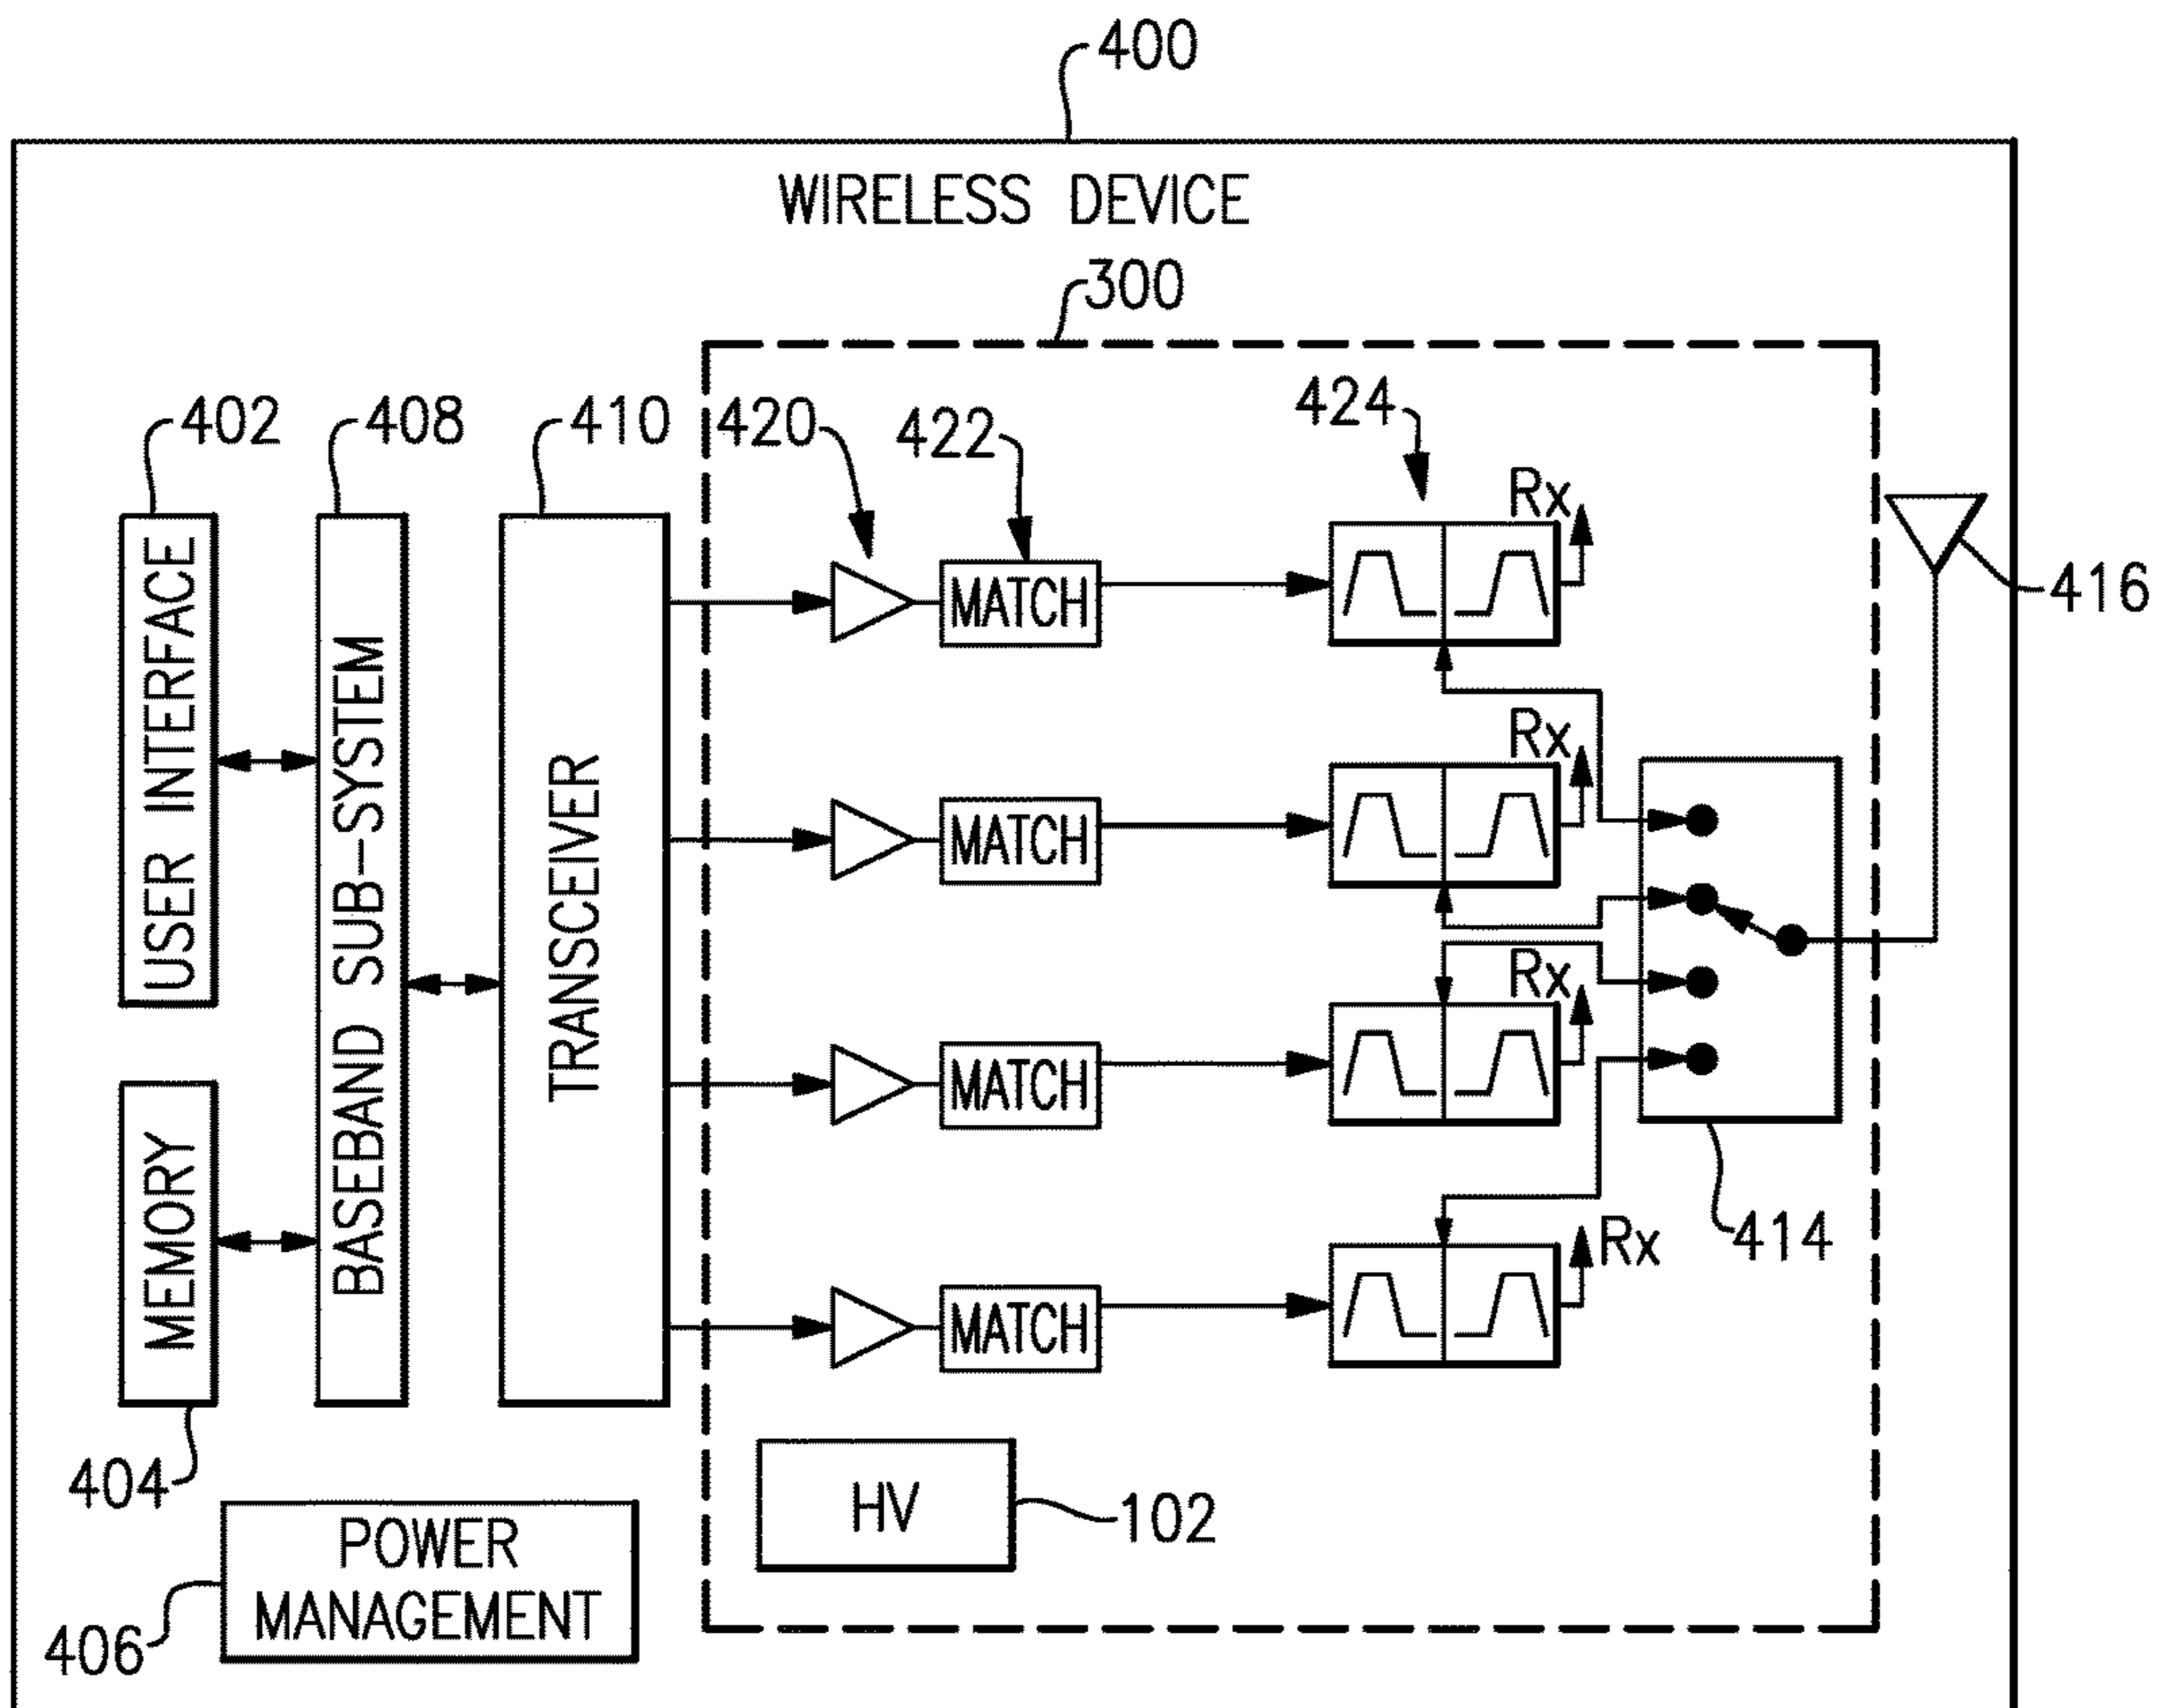 400
WIRELESS DEVICE
300
402
408
410
420
422
424
Rx
416
USER INTERFACE
BASEBAND SUB-SYSTEM
TRANSCEIVER
MATCH
Rx
MATCH
Rx
MATCH
MEMORY
Rx
414
MATCH
404
HV
102
POWER
MANAGEMENT
406